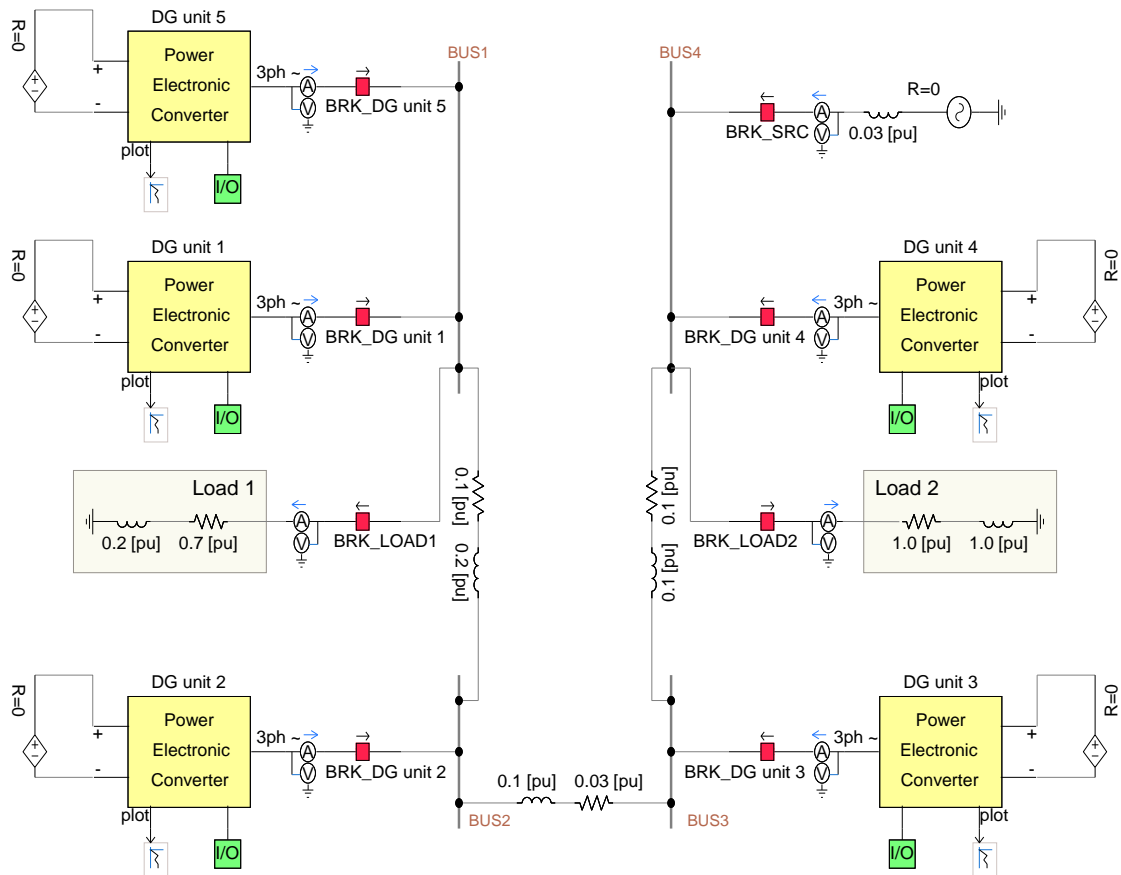 DG unit 5
R=0
+
-
Power
Electronic
Converter
3ph ~
A
V
BRK_DG unit 5
plot
I/O
BUS1
BUS4
R=0
A
V
BRK_SRC
0.03 [pu]
DG unit 1
R=0
+
-
Power
Electronic
Converter
3ph ~
A
V
BRK_DG unit 1
plot
I/O
DG unit 4
R=0
+
-
Power
Electronic
Converter
3ph ~
A
V
BRK_DG unit 4
plot
I/O
Load 1
0.2 [pu]
0.7 [pu]
A
V
BRK_LOAD1
0.1 [pu]
0.2 [pu]
0.1 [pu]
0.1 [pu]
Load 2
1.0 [pu]
1.0 [pu]
A
V
BRK_LOAD2
DG unit 2
R=0
+
-
Power
Electronic
Converter
3ph ~
A
V
BRK_DG unit 2
plot
I/O
0.1 [pu]
0.03 [pu]
BUS2
BUS3
DG unit 3
R=0
+
-
Power
Electronic
Converter
3ph ~
A
V
BRK_DG unit 3
plot
I/O